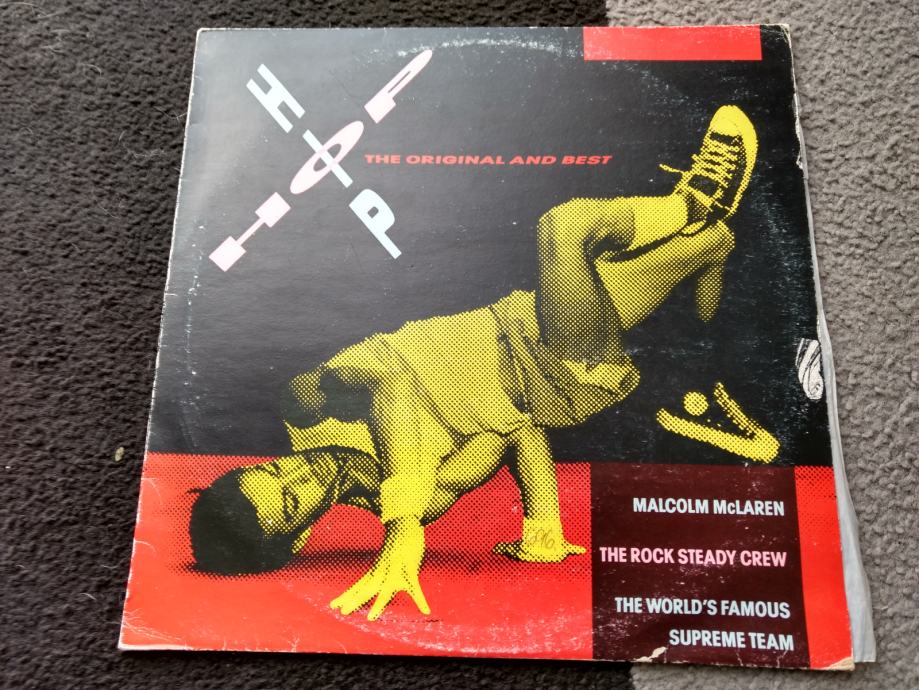 HIP
HOP
THE ORIGINAL AND BEST
MALCOLM McLAREN
THE ROCK STEADY CREW
THE WORLD'S FAMOUS
SUPREME TEAM